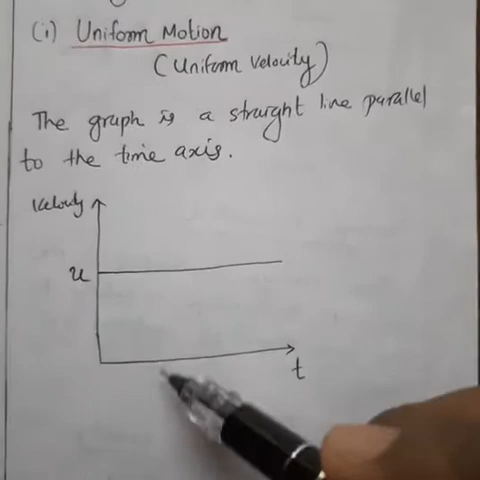 (i) Uniform Motion
(Uniform Velocity)
The graph is a straight line parallel
to the time axis.
Velocity
u
t